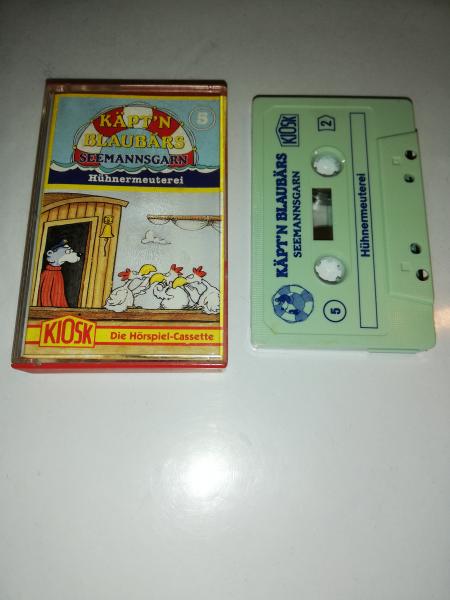 KÄPT'N
BLAUBÄRS
SEEMANNSGARN
5
Hühnermeuterei
KIOSK
Die Hörspiel-Cassette
KIOSK
2
KÄPT'N BLAUBÄRS
SEEMANNSGARN
5
Hühnermeuterei